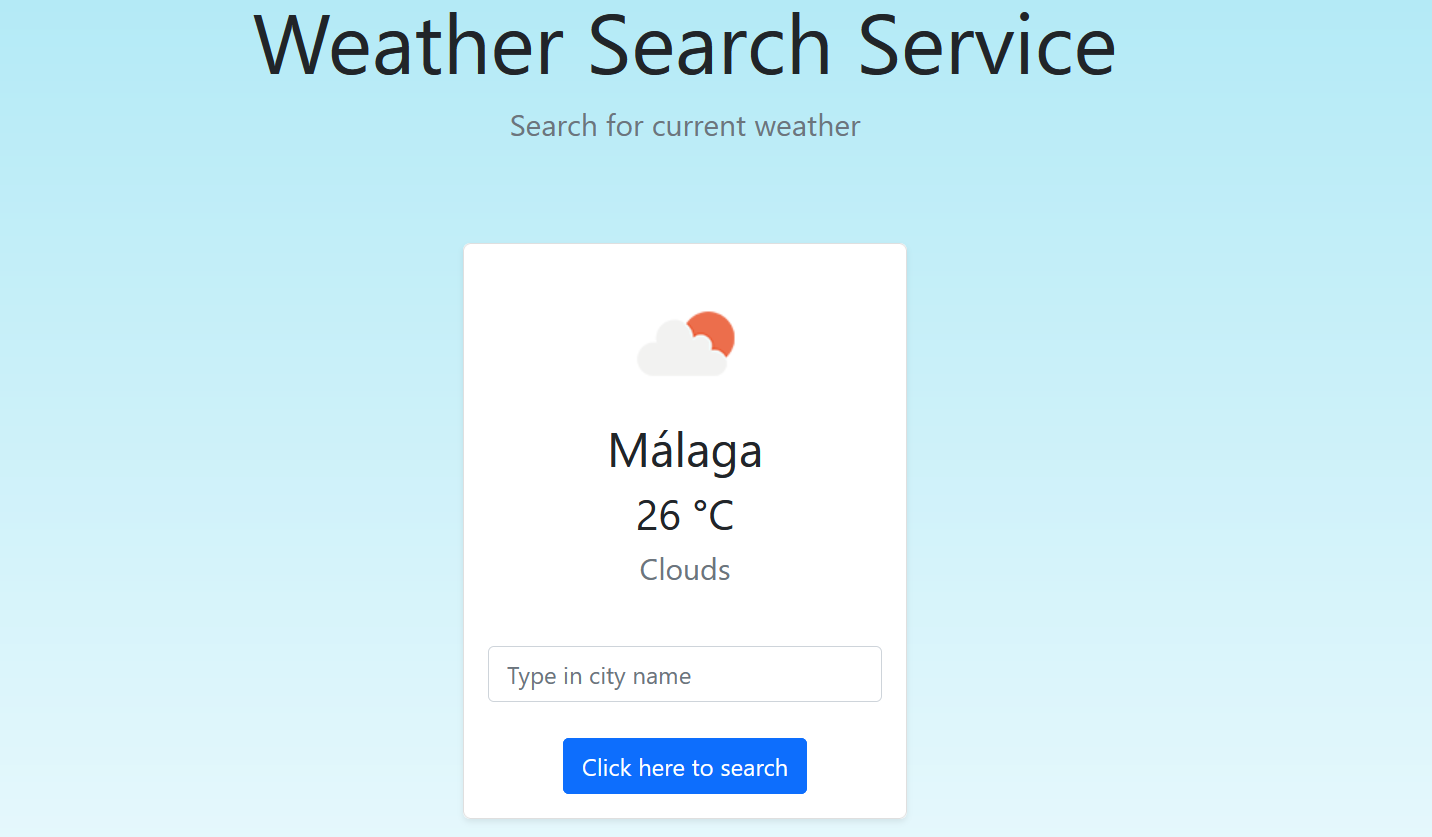 Weather Search Service
Search for current weather
Málaga
26 °C
Clouds
Type in city name
Click here to search